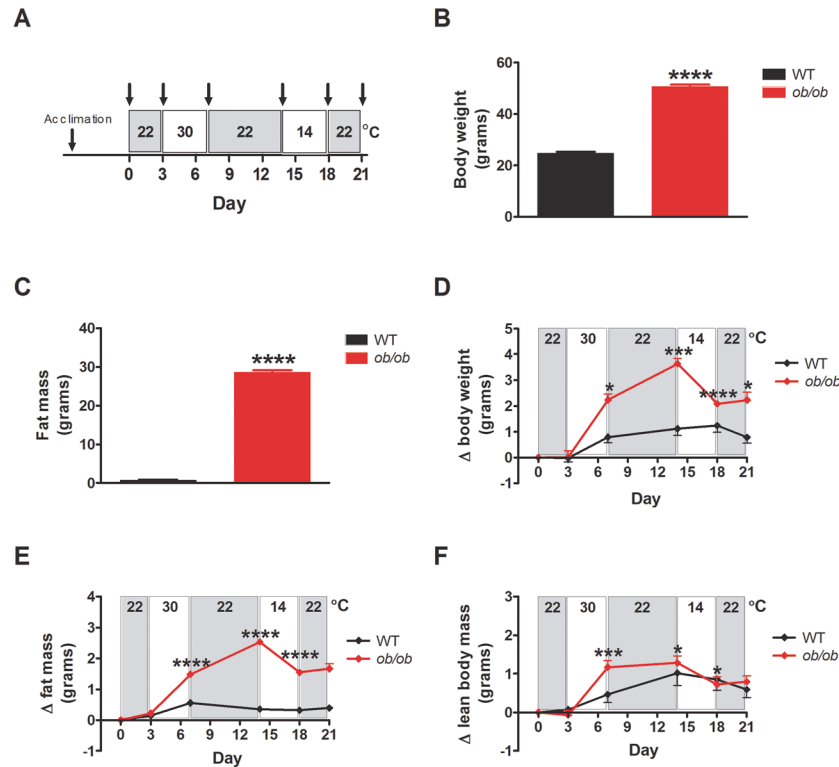 A
Acclimation
22 30 22 14 22 °C
0 3 6 9 12 15 18 21
Day
B
60
40
20
0
Body weight
(grams)
****
WT
ob/ob
C
40
30
20
10
0
Fat mass
(grams)
****
WT
ob/ob
D
22 30 22 14 22 °C
5
4
3
2
1
0
-1
Δ body weight
(grams)
* *** **** *
0 3 6 9 12 15 18 21
Day
WT
ob/ob
E
22 30 22 14 22 °C
4
3
2
1
0
-1
Δ fat mass
(grams)
**** **** ****
0 3 6 9 12 15 18 21
Day
WT
ob/ob
F
22 30 22 14 22 °C
3
2
1
0
-1
Δ lean body mass
(grams)
*** * *
0 3 6 9 12 15 18 21
Day
WT
ob/ob